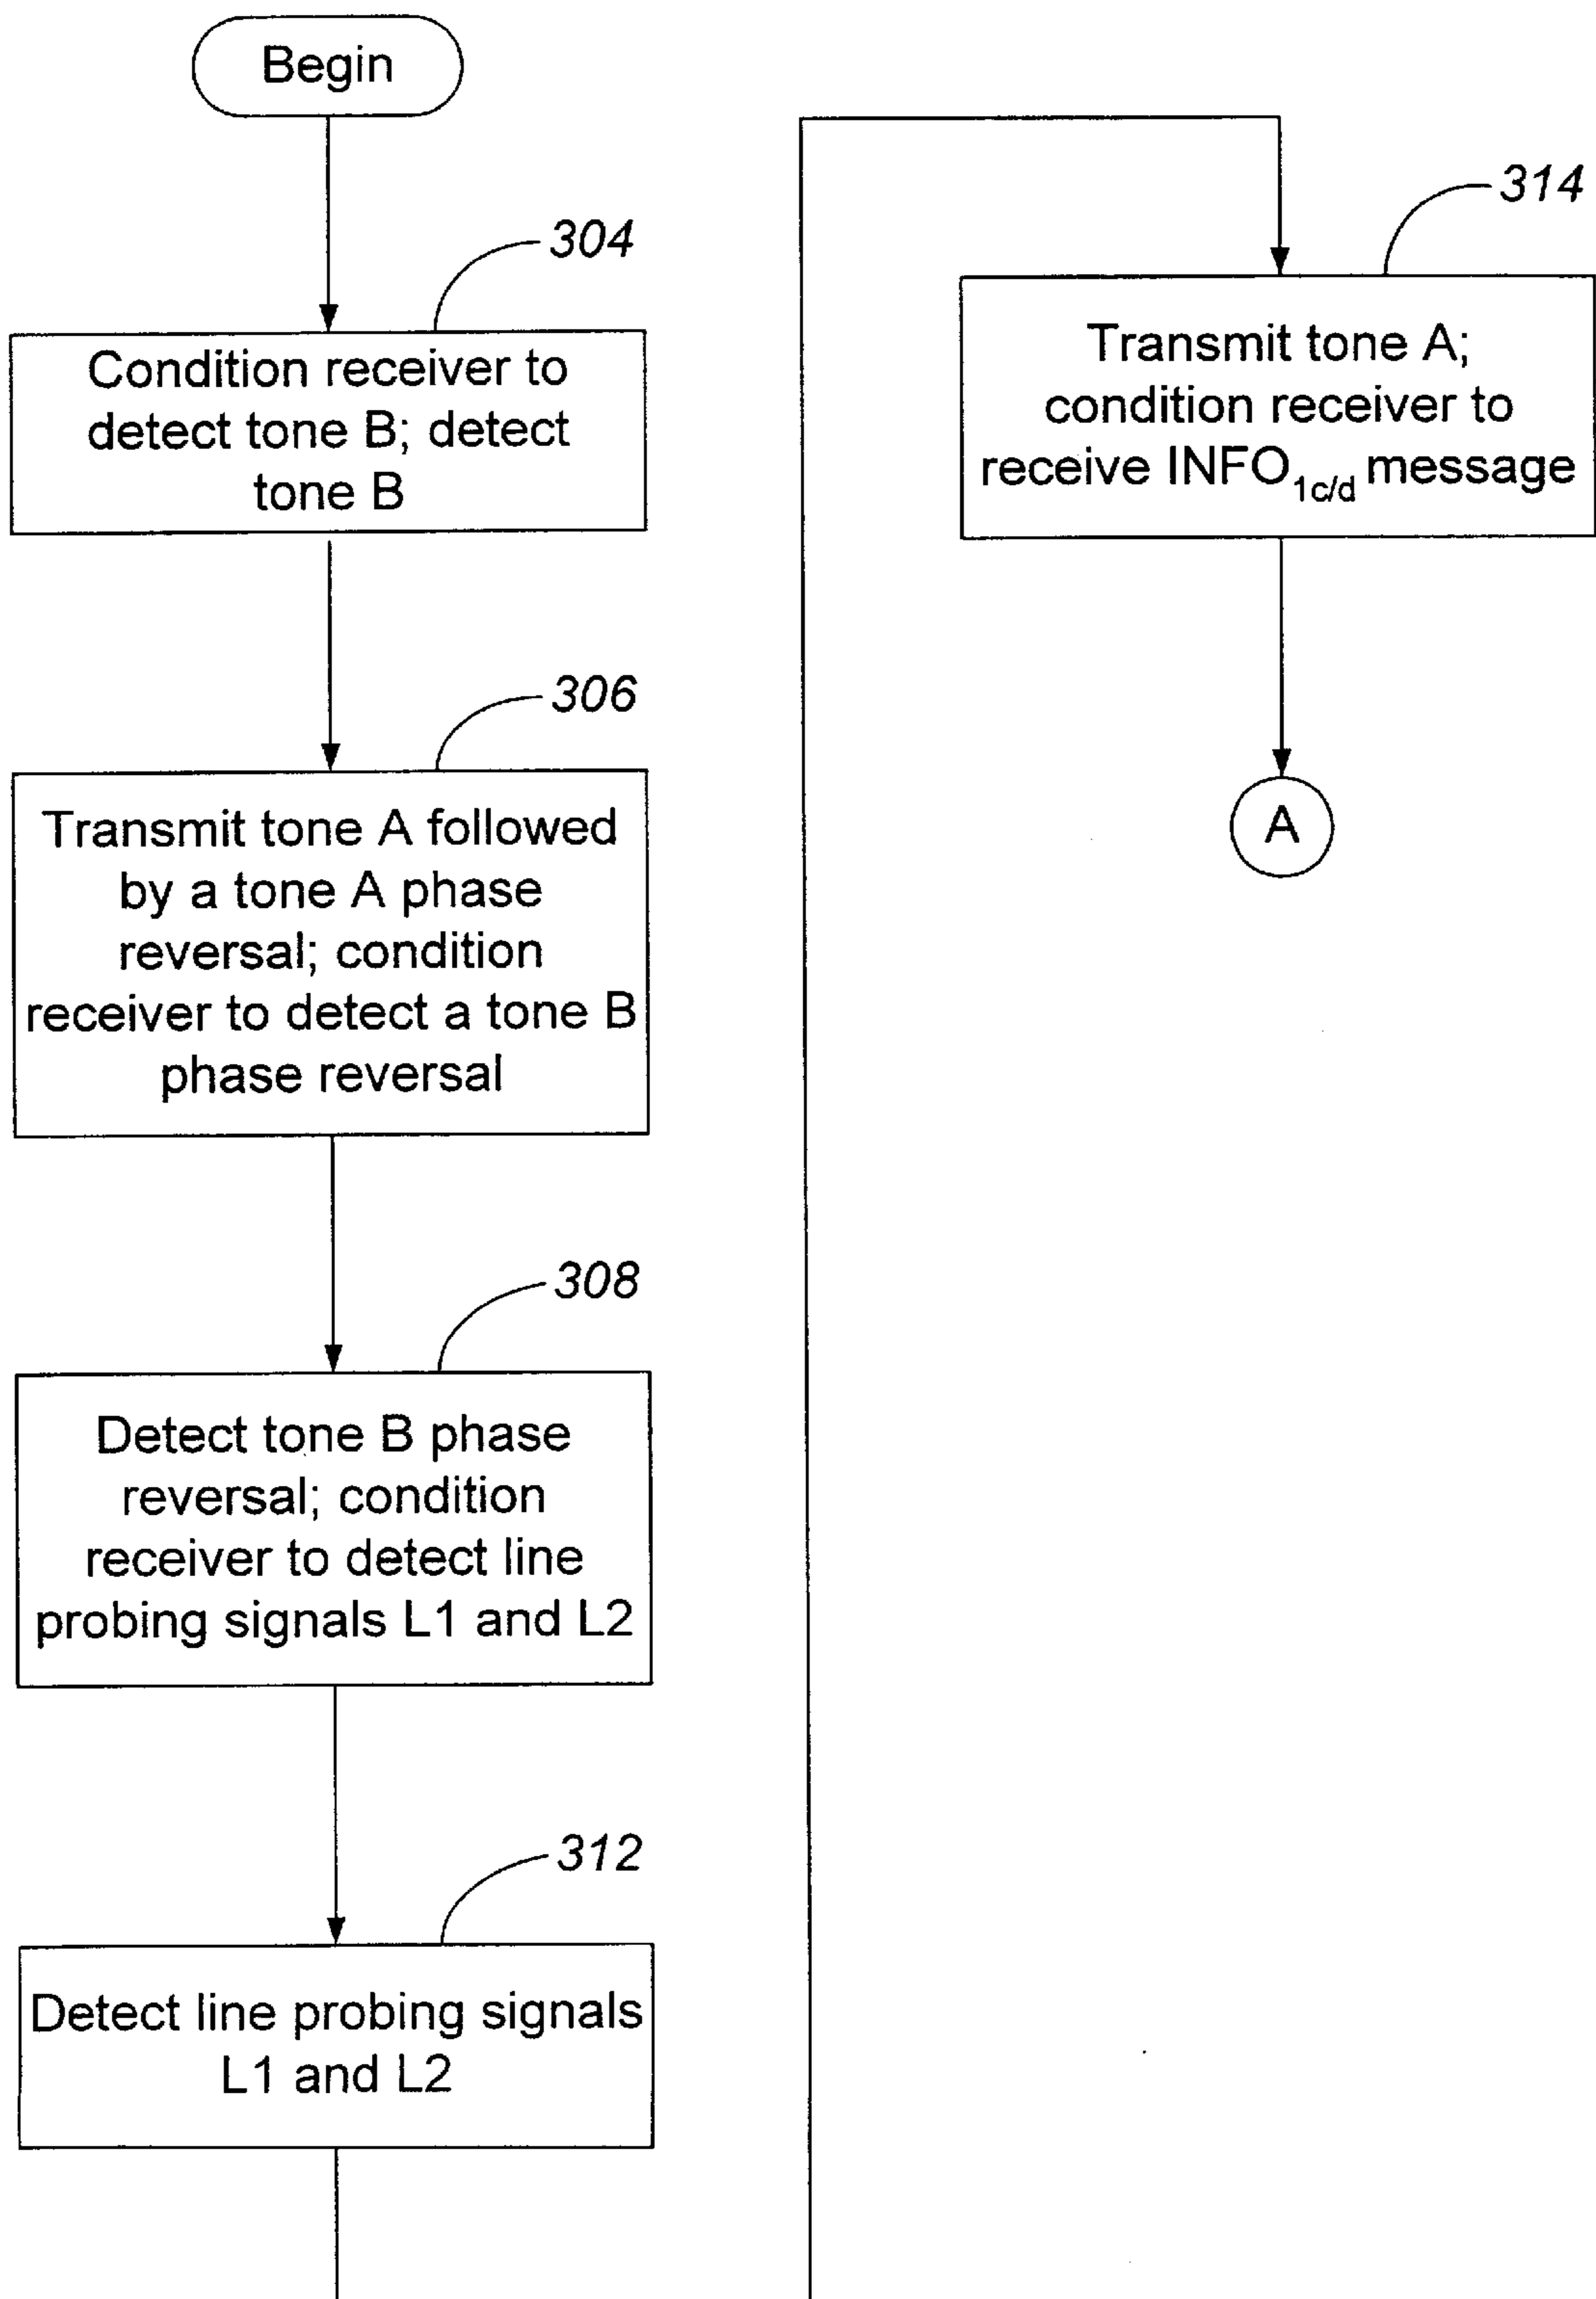 Begin
304
Condition receiver to
detect tone B; detect
tone B
306
Transmit tone A followed
by a tone A phase
reversal; condition
receiver to detect a tone B
phase reversal
308
Detect tone B phase
reversal; condition
receiver to detect line
probing signals L1 and L2
312
Detect line probing signals
L1 and L2
314
Transmit tone A;
condition receiver to
receive INFO1c/d message
A